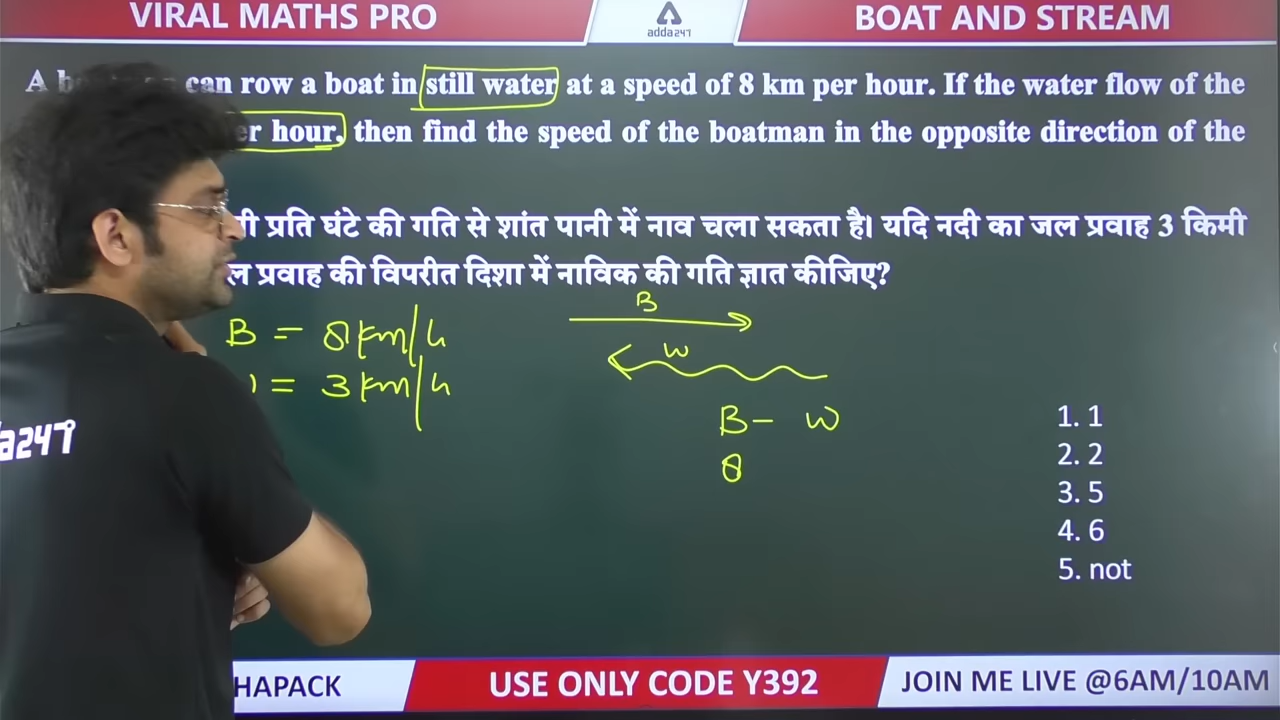 VIRAL MATHS PRO
adda247
BOAT AND STREAM
A can row a boat in still water at a speed of 8 km per hour. If the water flow of the
er hour, then find the speed of the boatman in the opposite direction of the
प्रति घंटे की गति से शांत पानी में नाव चला सकता है। यदि नदी का जल प्रवाह 3 किमी
ल प्रवाह की विपरीत दिशा में नाविक की गति ज्ञात कीजिए?
B
B = 8 km/h
W
= 3 km/h
B - W
8
1. 1
2. 2
3. 5
4. 6
5. not
a247
HAPACK
USE ONLY CODE Y392
JOIN ME LIVE @6AM/10AM